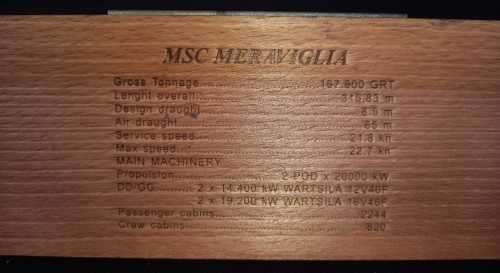 MSC MERAVIGLIA
Gross Tonnage.......................167.600 GRT
Lenght overall.......................315.83 m
Design draught.......................8.6 m
Air draught.......................65 m
Service speed.......................21.8 kn
Max speed.......................22.7 kn
MAIN MACHINERY
Propulsion.......................2 POD x 20000 kW
DD/GG..........2 x 14.400 kW WARTSILA 12V46F
2 x 19.200 kW WARTSILA 16V46F
Passenger cabins.......................2244
Crew cabins.......................820